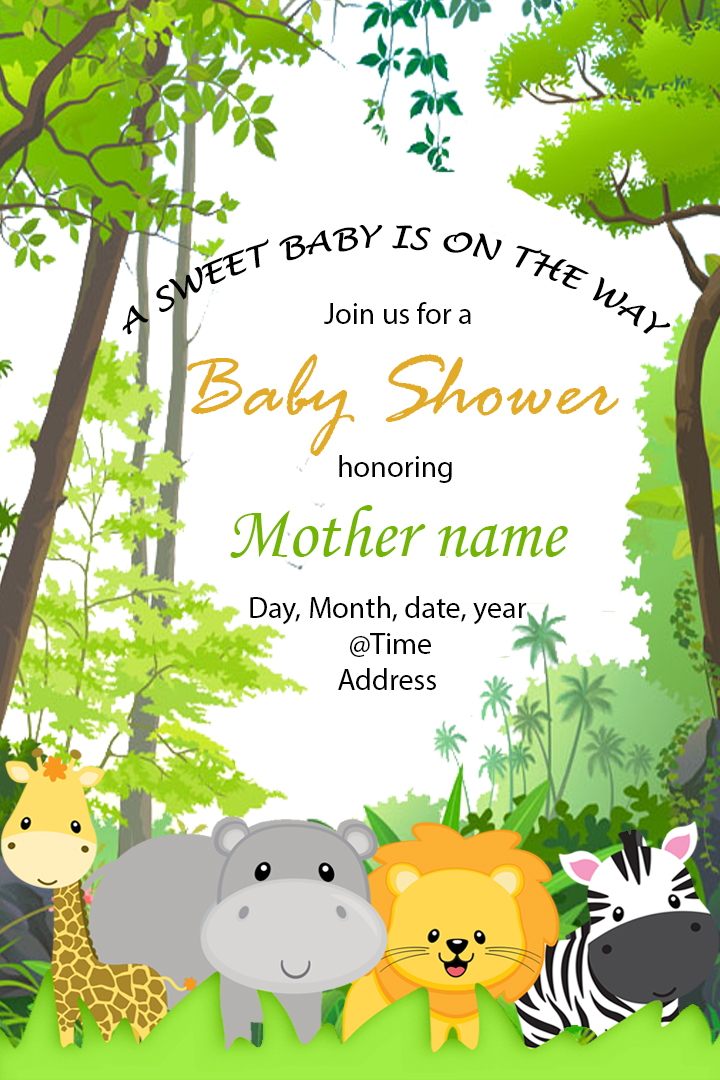 A SWEET BABY IS ON THE WAY
Join us for a
Baby Shower
honoring
Mother name
Day, Month, date, year
@Time
Address